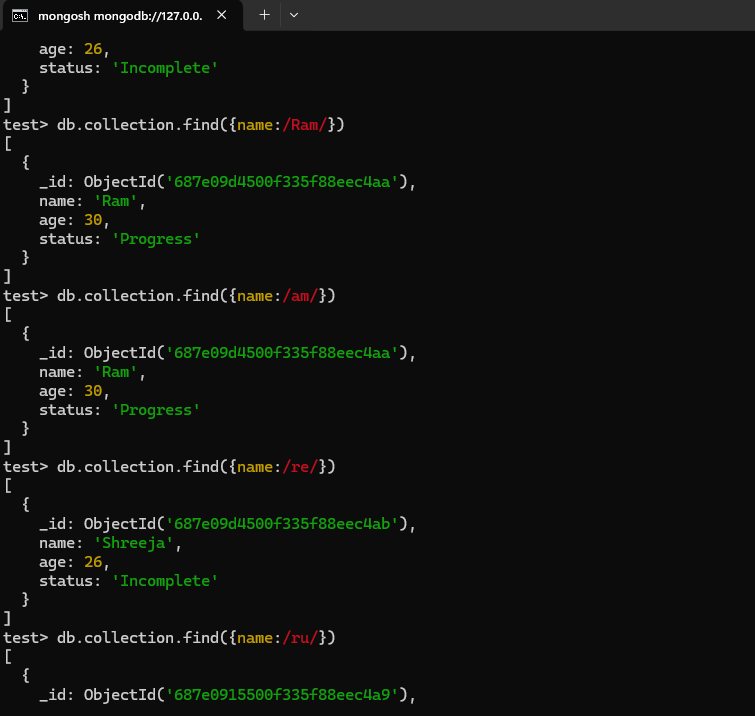 mongosh mongodb://127.0.0.
age: 26,
status: 'Incomplete'
}
]
test> db.collection.find({name:/Ram/})
[
{
_id: ObjectId('687e09d4500f335f88eec4aa'),
name: 'Ram',
age: 30,
status: 'Progress'
}
]
test> db.collection.find({name:/am/})
[
{
_id: ObjectId('687e09d4500f335f88eec4aa'),
name: 'Ram',
age: 30,
status: 'Progress'
}
]
test> db.collection.find({name:/re/})
[
{
_id: ObjectId('687e09d4500f335f88eec4ab'),
name: 'Shreeja',
age: 26,
status: 'Incomplete'
}
]
test> db.collection.find({name:/ru/})
[
{
_id: ObjectId('687e0915500f335f88eec4a9'),